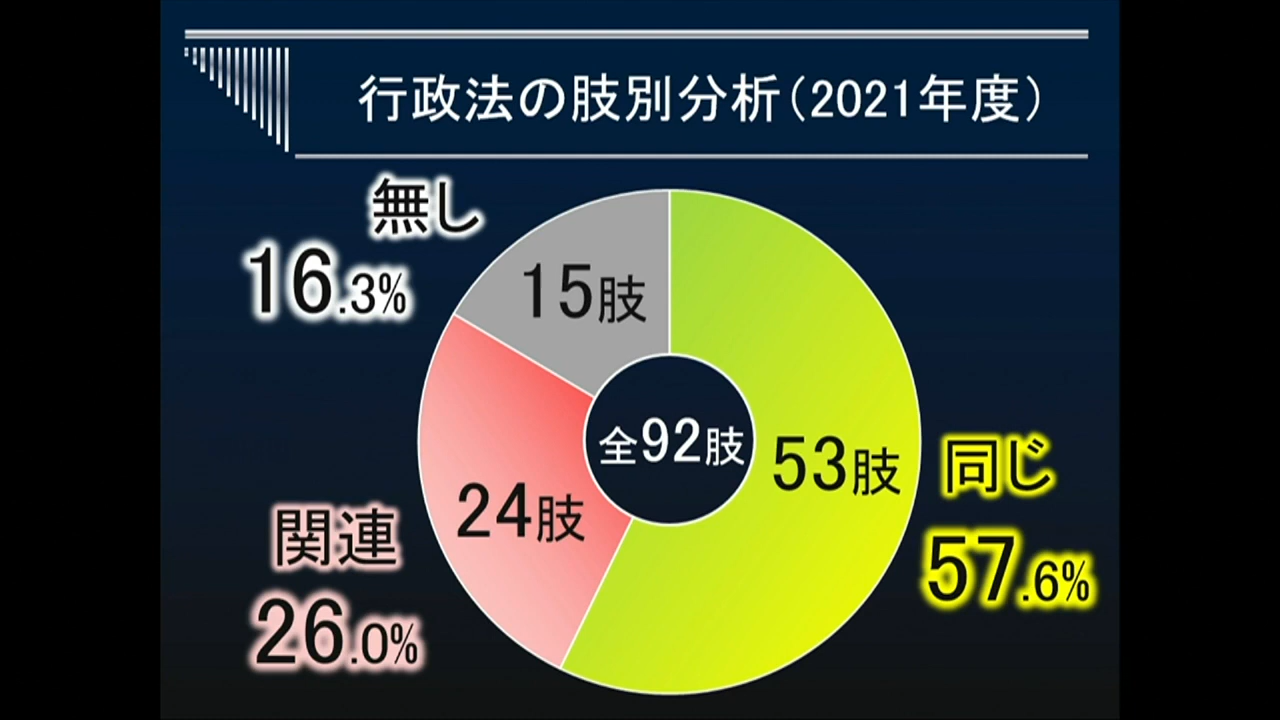 行政法の肢別分析（2021年度）
無し
16.3%
15肢
全92肢
53肢
同じ
57.6%
24肢
関連
26.0%